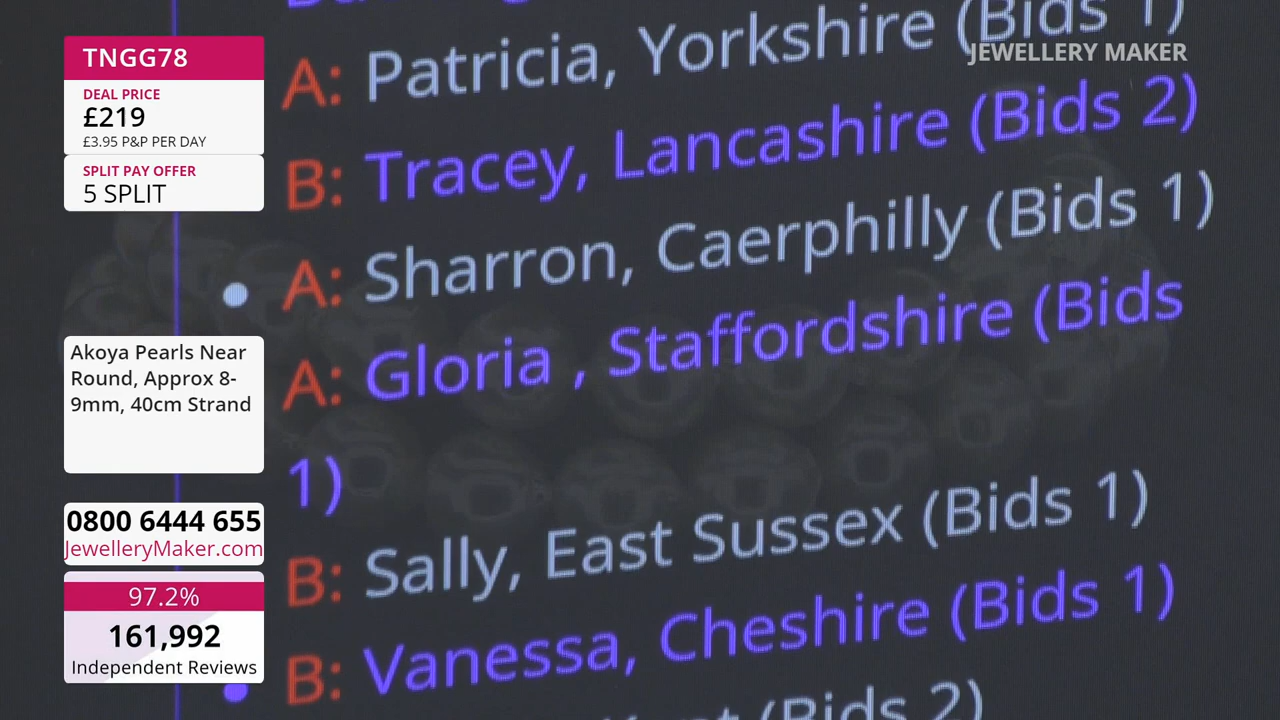 TNGG78
DEAL PRICE
£219
£3.95 P&P PER DAY
SPLIT PAY OFFER
5 SPLIT
Akoya Pearls Near
Round, Approx 8-
9mm, 40cm Strand
0800 6444 655
JewelleryMaker.com
97.2%
161,992
Independent Reviews
JEWELLERY MAKER
A: Patricia, Yorkshire (Bids 1)
B: Tracey, Lancashire (Bids 2)
A: Sharron, Caerphilly (Bids 1)
A: Gloria , Staffordshire (Bids
1)
B: Sally, East Sussex (Bids 1)
B: Vanessa, Cheshire (Bids 1)
(Bids 2)